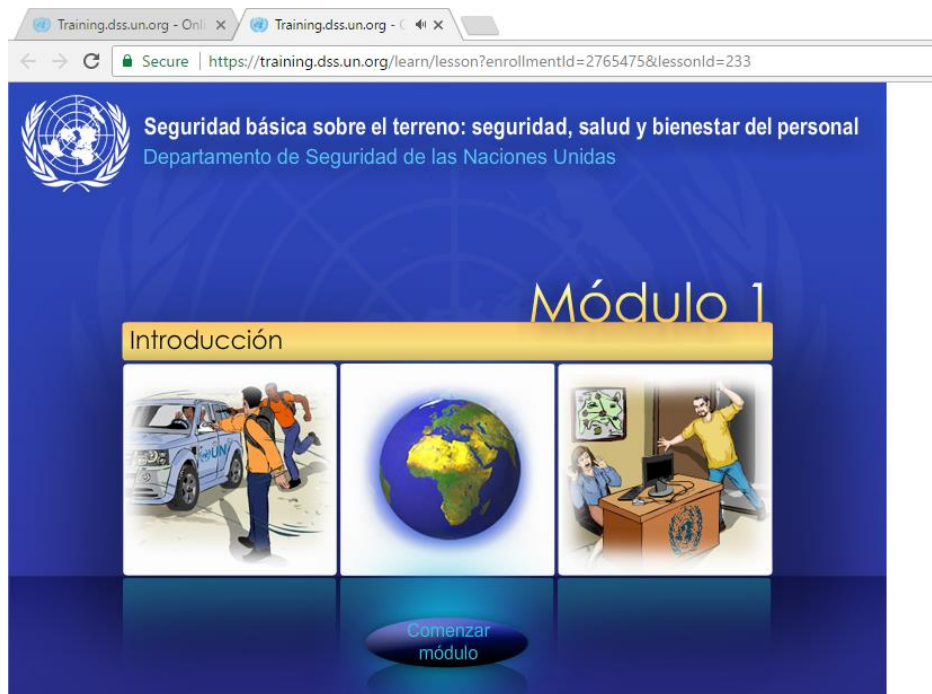 Training.dss.un.org - Onl
Training.dss.un.org - C
Secure | https://training.dss.un.org/learn/lesson?enrollmentId=2765475&lessonId=233
Seguridad básica sobre el terreno: seguridad, salud y bienestar del personal
Departamento de Seguridad de las Naciones Unidas
Módulo 1
Introducción
UN
Comenzar
módulo